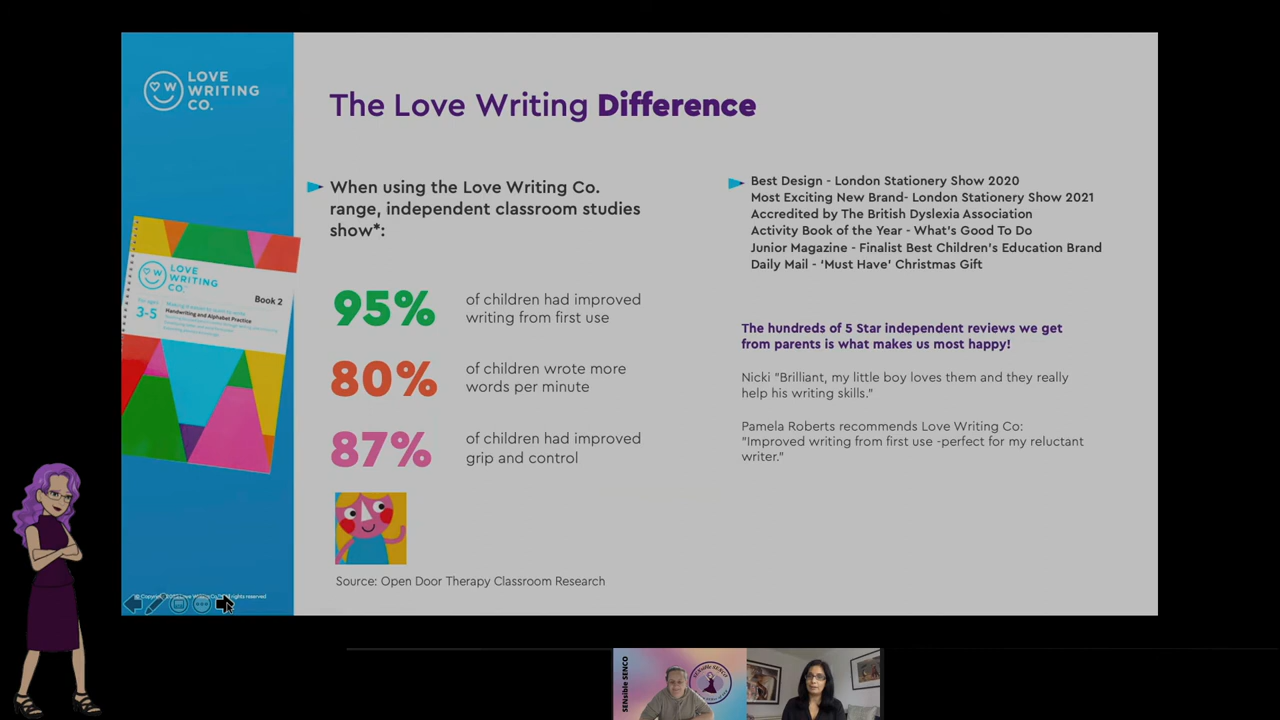 LOVE
WRITING
CO.
The Love Writing Difference
When using the Love Writing Co.
range, independent classroom studies
show*:
95%
of children had improved
writing from first use
80%
of children wrote more
words per minute
87%
of children had improved
grip and control
Source: Open Door Therapy Classroom Research
Best Design - London Stationery Show 2020
Most Exciting New Brand- London Stationery Show 2021
Accredited by The British Dyslexia Association
Activity Book of the Year - What's Good To Do
Junior Magazine - Finalist Best Children's Education Brand
Daily Mail - 'Must Have' Christmas Gift
The hundreds of 5 Star independent reviews we get
from parents is what makes us most happy!
Nicki "Brilliant, my little boy loves them and they really
help his writing skills."
Pamela Roberts recommends Love Writing Co:
"Improved writing from first use -perfect for my reluctant
writer."
LOVE
WRITING
CO.
Book 2
For ages
3-5
Handwriting and Alphabet Practice
SENsible SENCO